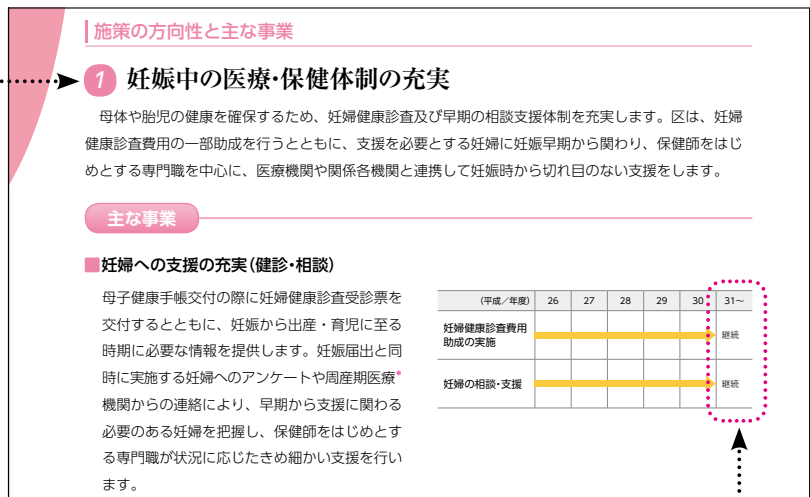 施策の方向性と主な事業
1 妊娠中の医療・保健体制の充実
母体や胎児の健康を確保するため、妊婦健康診査及び早期の相談支援体制を充実します。区は、妊婦
健康診査費用の一部助成を行うとともに、支援を必要とする妊婦に妊娠早期から関わり、保健師をはじ
めとする専門職を中心に、医療機関や関係各機関と連携して妊娠時から切れ目のない支援をします。
主な事業
■妊婦への支援の充実(健診・相談)
母子健康手帳交付の際に妊婦健康診査受診票を
交付するとともに、妊娠から出産・育児に至る
時期に必要な情報を提供します。妊娠届出と同
時に実施する妊婦へのアンケートや周産期医療*
機関からの連絡により、早期から支援に関わる
必要のある妊婦を把握し、保健師をはじめとす
る専門職が状況に応じたきめ細かい支援を行い
ます。
(平成/年度) 26 27 28 29 30 31~
妊婦健康診査費用
助成の実施 継続
妊婦の相談・支援 継続